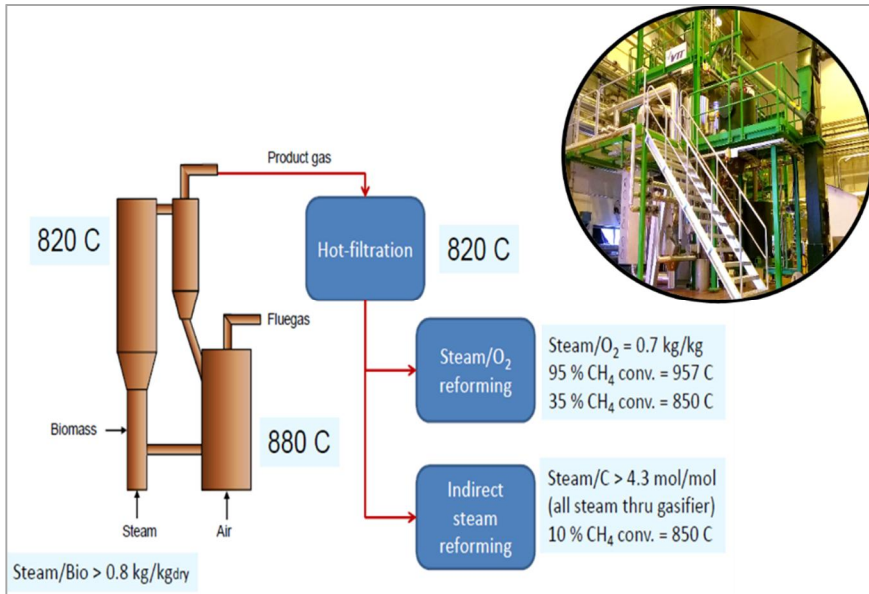 VTT
Product gas
820 C
Hot-filtration
820 C
Fluegas
Steam/O₂
reforming
Steam/O₂ = 0.7 kg/kg
95 % CH₄ conv. = 957 C
35 % CH₄ conv. = 850 C
Biomass
880 C
Indirect
steam
reforming
Steam/C > 4.3 mol/mol
(all steam thru gasifier)
10 % CH₄ conv. = 850 C
Steam
Air
Steam/Bio > 0.8 kg/kgdry